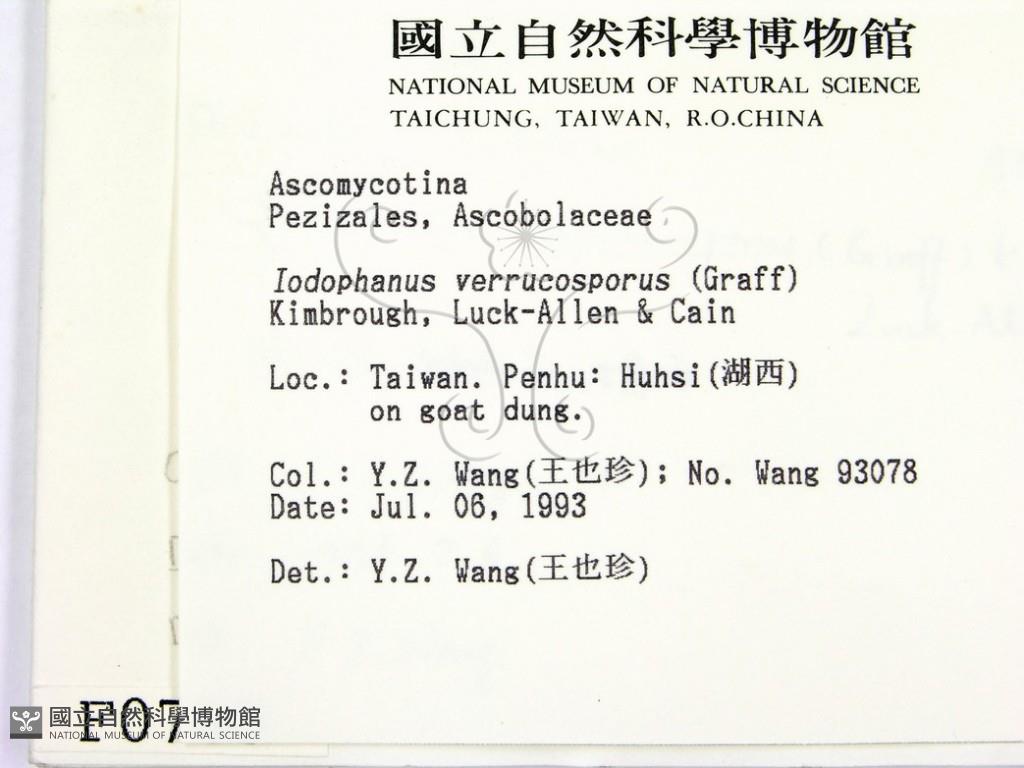 國立自然科學博物館
NATIONAL MUSEUM OF NATURAL SCIENCE
TAICHUNG, TAIWAN, R.O.CHINA
Ascomycotina
Pezizales, Ascobolaceae
Iodophanus verrucosporus (Graff)
Kimbrough, Luck-Allen & Cain
Loc.: Taiwan. Penhu: Huhsi(湖西)
on goat dung.
Col.: Y.Z. Wang(王也珍); No. Wang 93078
Date: Jul. 06, 1993
Det.: Y.Z. Wang(王也珍)
F07
國立自然科學博物館
NATIONAL MUSEUM OF NATURAL SCIENCE